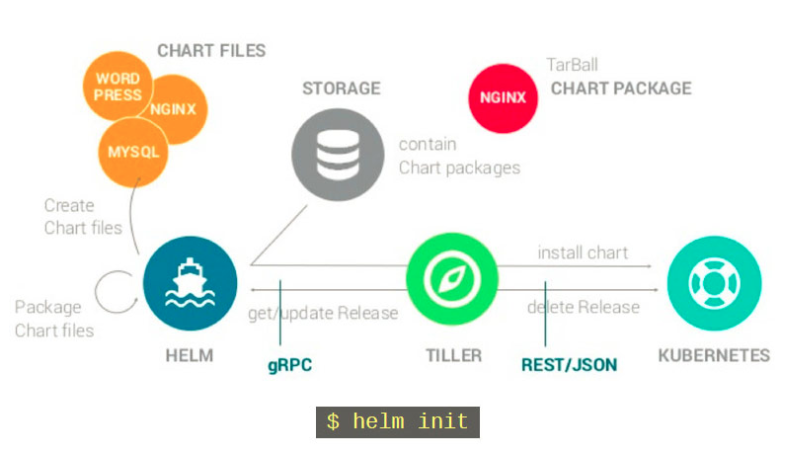 CHART FILES
WORD
PRESS
NGINX
MYSQL
STORAGE
contain
Chart packages
TarBall
CHART PACKAGE
NGINX
Create
Chart files
Package
Chart files
HELM
get/update Release
gRPC
TILLER
install chart
delete Release
REST/JSON
KUBERNETES
$ helm init